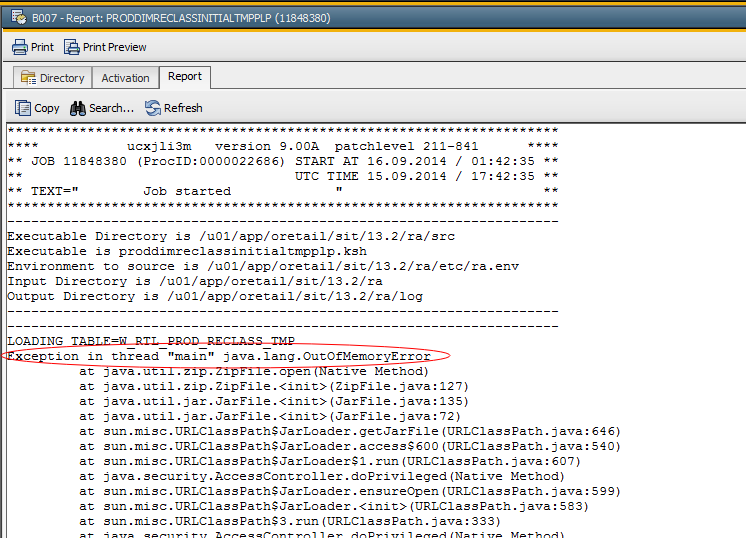 B007 - Report: PRODDIMRECLASSINITIALTMPPLP (11848380)
Print Print Preview
Directory Activation Report
Copy Search... Refresh
*********************************************************************
**** ucxjli3m version 9.00A patchlevel 211-841 ****
** JOB 11848380 (ProcID:0000022686) START AT 16.09.2014 / 01:42:35 **
** UTC TIME 15.09.2014 / 17:42:35 **
** TEXT=" Job started " **
*********************************************************************
---------------------------------------------------------------------
Executable Directory is /u01/app/oretail/sit/13.2/ra/src
Executable is proddimreclassinitialtmpplp.ksh
Environment to source is /u01/app/oretail/sit/13.2/ra/etc/ra.env
Input Directory is /u01/app/oretail/sit/13.2/ra
Output Directory is /u01/app/oretail/sit/13.2/ra/log
---------------------------------------------------------------------
---------------------------------------------------------------------
LOADING TABLE=W_RTL_PROD_RECLASS_TMP
Exception in thread "main" java.lang.OutOfMemoryError
at java.util.zip.ZipFile.open(Native Method)
at java.util.zip.ZipFile.<init>(ZipFile.java:127)
at java.util.jar.JarFile.<init>(JarFile.java:135)
at java.util.jar.JarFile.<init>(JarFile.java:72)
at sun.misc.URLClassPath$JarLoader.getJarFile(URLClassPath.java:646)
at sun.misc.URLClassPath$JarLoader.access$600(URLClassPath.java:540)
at sun.misc.URLClassPath$JarLoader$1.run(URLClassPath.java:607)
at java.security.AccessController.doPrivileged(Native Method)
at sun.misc.URLClassPath$JarLoader.ensureOpen(URLClassPath.java:599)
at sun.misc.URLClassPath$JarLoader.<init>(URLClassPath.java:583)
at sun.misc.URLClassPath$3.run(URLClassPath.java:333)
at java.security.AccessController.doPrivileged(Native Method)